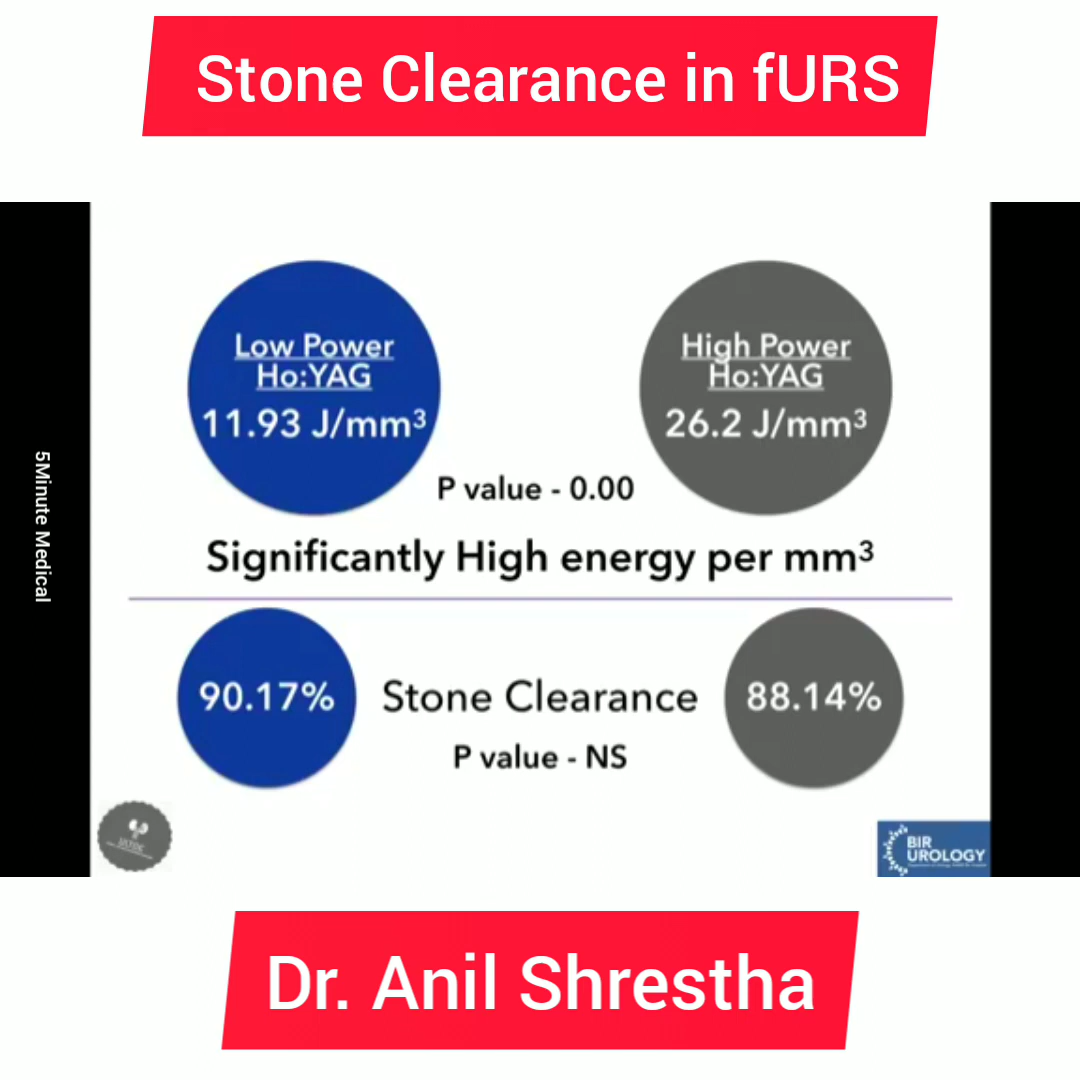 Stone Clearance in fURS
Low Power
Ho:YAG
11.93 J/mm³
High Power
Ho:YAG
26.2 J/mm³
P value - 0.00
Significantly High energy per mm³
90.17%
Stone Clearance
88.14%
P value - NS
5Minute Medical
BIR
UROLOGY
Dr. Anil Shrestha